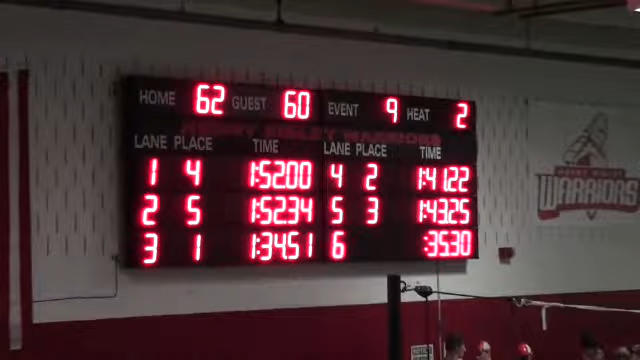 HOME 62 GUEST 60 EVENT 9 HEAT 2
LANE PLACE TIME LANE PLACE TIME
1 4 1:52.00 4 2 1:41.22
2 5 1:52.34 5 3 1:43.25
3 1 1:34.51 6 :35.30
WARRIORS